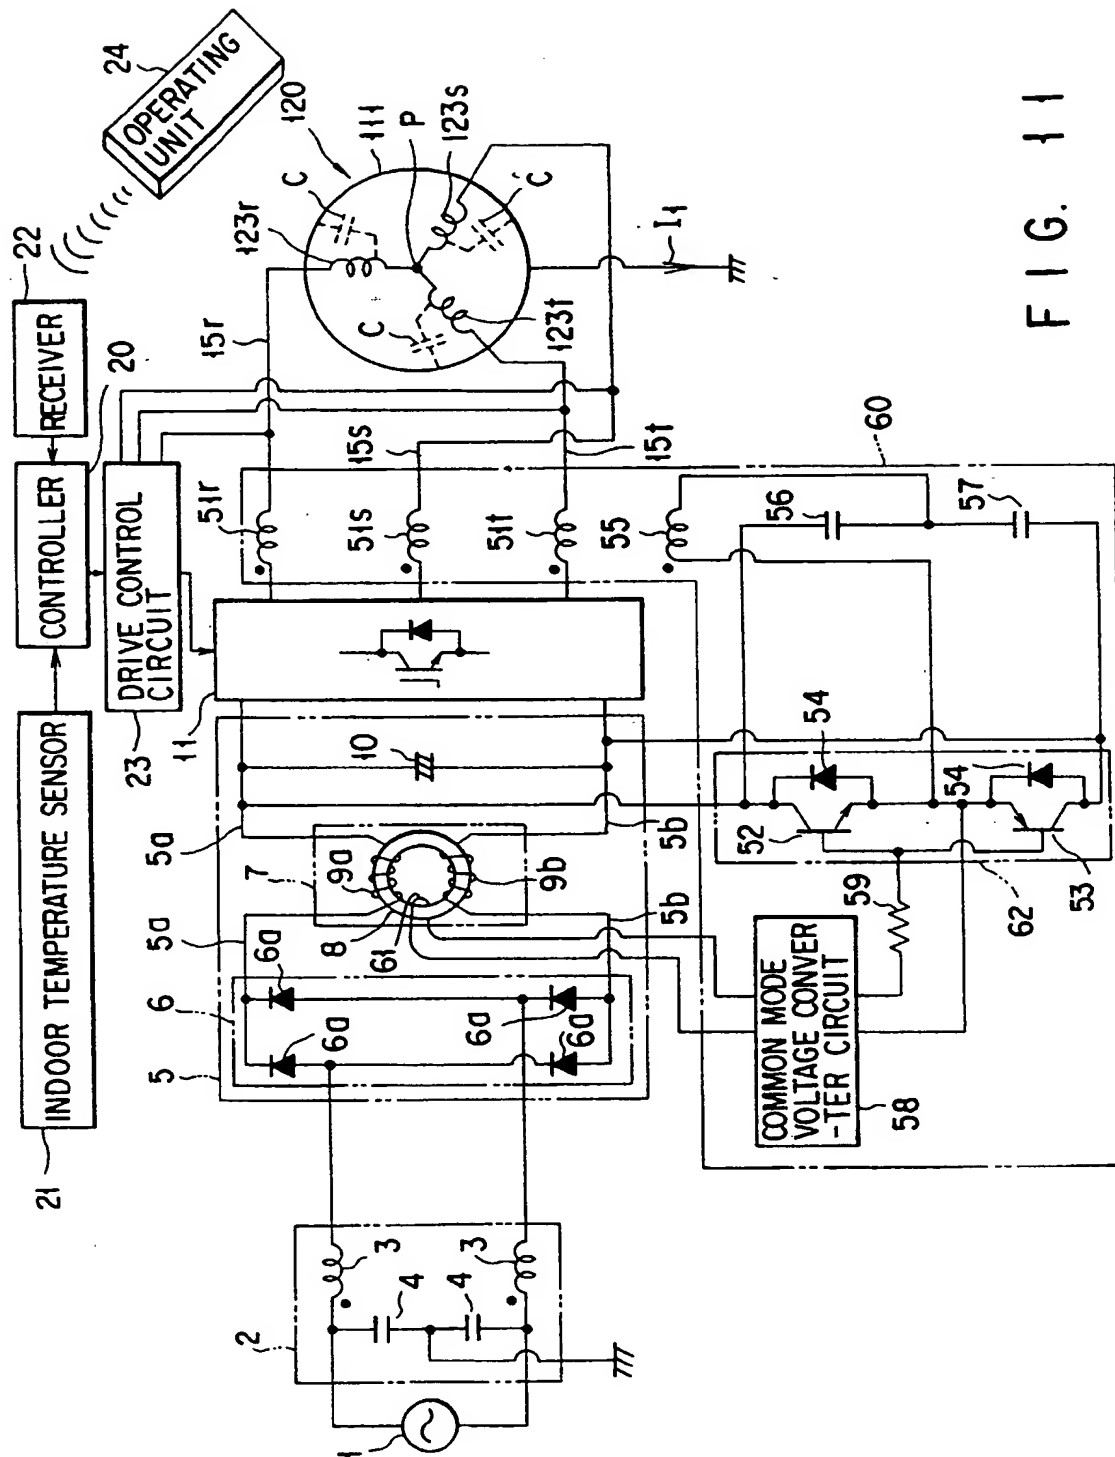 INDOOR TEMPERATURE SENSOR
21
CONTROLLER
20
RECEIVER
22
OPERATING
UNIT
24
DRIVE CONTROL
CIRCUIT
23
11
120
111
P
123s
123r
123t
C
C
C
I1
15r
15s
15t
51r
51s
51t
55
56
57
60
1
2
3
3
4
4
5
6
6a
6a
6a
6a
5a
5a
5b
5b
7
8
61
9a
9b
10
52
53
54
54
59
62
COMMON MODE
VOLTAGE CONVER
-TER CIRCUIT
58
FIG. 11